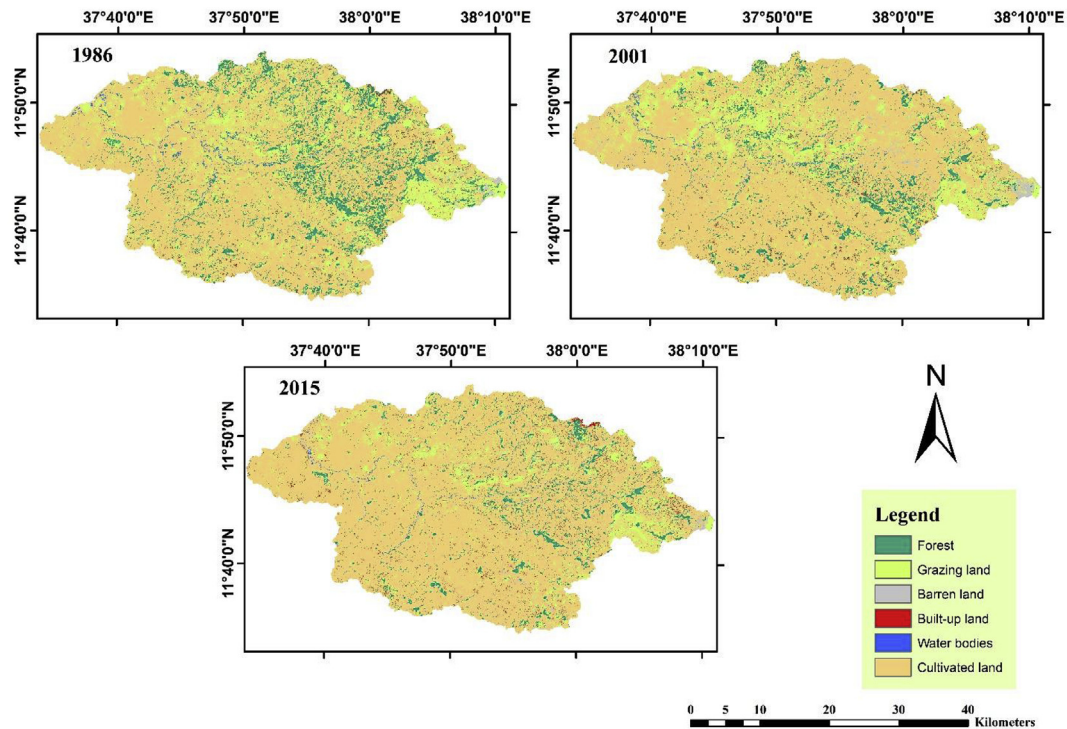 37°40'0"E 37°50'0"E 38°0'0"E 38°10'0"E
37°40'0"E 37°50'0"E 38°0'0"E 38°10'0"E
1986
2001
11°50'0"N
11°40'0"N
11°50'0"N
11°40'0"N
37°40'0"E 37°50'0"E 38°0'0"E 38°10'0"E
2015
11°50'0"N
11°40'0"N
N
Legend
Forest
Grazing land
Barren land
Built-up land
Water bodies
Cultivated land
0 5 10 20 30 40
Kilometers